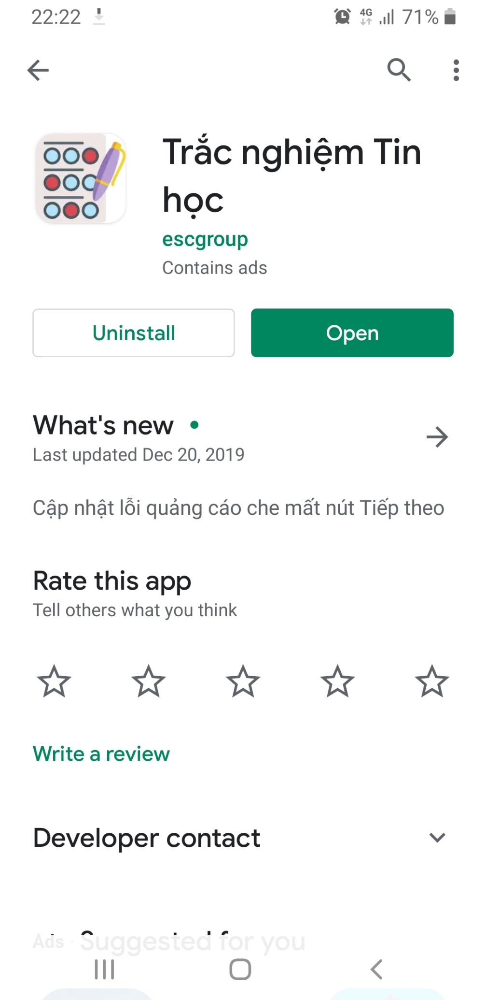 22:22
4G
71%
Trắc nghiệm Tin
học
escgroup
Contains ads
Uninstall
Open
What's new
Last updated Dec 20, 2019
Cập nhật lỗi quảng cáo che mất nút Tiếp theo
Rate this app
Tell others what you think
Write a review
Developer contact
Ads · Suggested for you